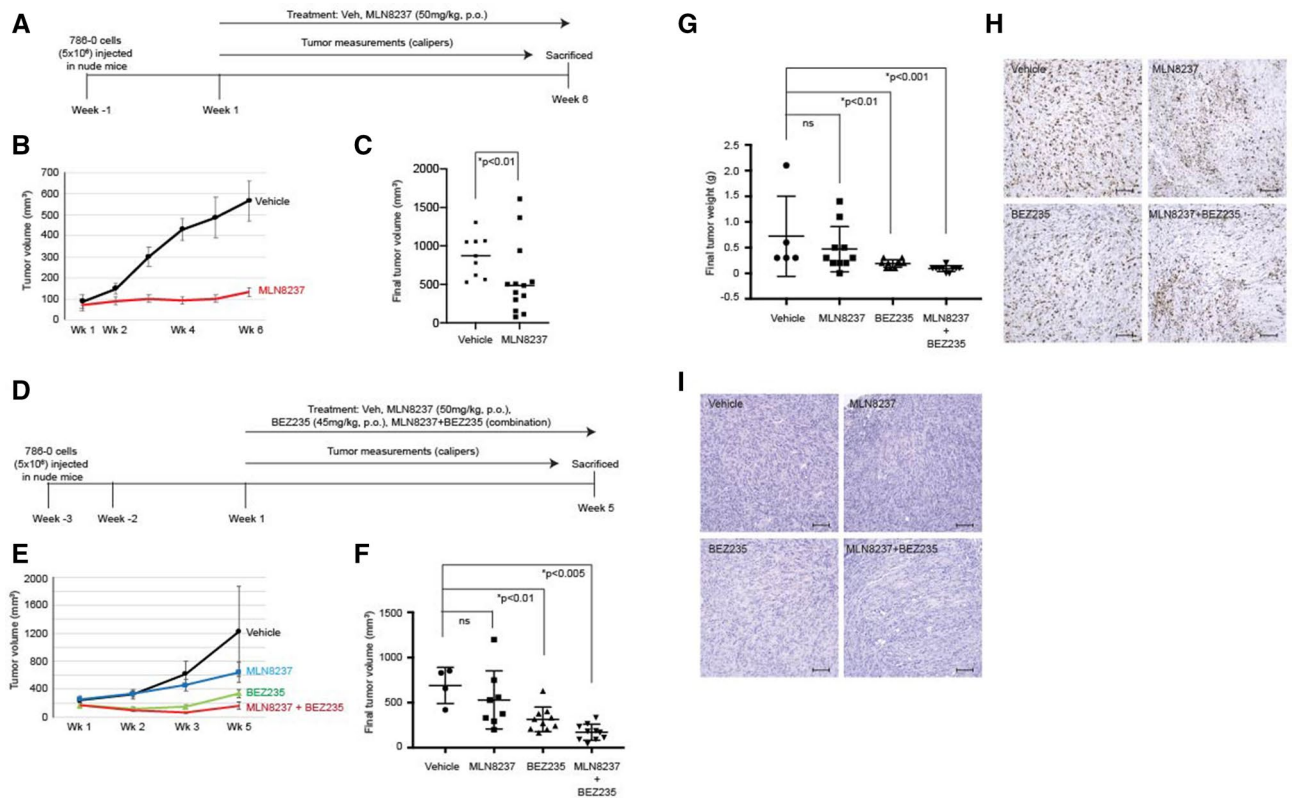 A
Treatment: Veh, MLN8237 (50mg/kg, p.o.)
786-0 cells
(5x10⁶) injected
in nude mice
Tumor measurements (calipers)
Sacrificed
Week -1
Week 1
Week 6
B
Tumor volume (mm³)
700
600
500
400
300
200
100
0
Vehicle
MLN8237
Wk 1
Wk 2
Wk 4
Wk 6
C
*p<0.01
Final tumor volume (mm³)
2000
1500
1000
500
0
Vehicle
MLN8237
D
Treatment: Veh, MLN8237 (50mg/kg, p.o.),
BEZ235 (45mg/kg, p.o.), MLN8237+BEZ235 (combination)
786-0 cells
(5x10⁶) injected
in nude mice
Tumor measurements (calipers)
Sacrificed
Week -3
Week -2
Week 1
Week 5
E
Tumor volume (mm³)
2000
1600
1200
800
400
0
Vehicle
MLN8237
BEZ235
MLN8237 + BEZ235
Wk 1
Wk 2
Wk 3
Wk 5
F
*p<0.005
*p<0.01
ns
Final tumor volume (mm³)
1500
1000
500
0
Vehicle
MLN8237
BEZ235
MLN8237
+
BEZ235
G
*p<0.001
*p<0.01
ns
Final tumor weight (g)
2.5
2.0
1.5
1.0
0.5
0
-0.5
Vehicle
MLN8237
BEZ235
MLN8237
+
BEZ235
H
Vehicle
MLN8237
BEZ235
MLN8237+BEZ235
I
Vehicle
MLN8237
BEZ235
MLN8237+BEZ235